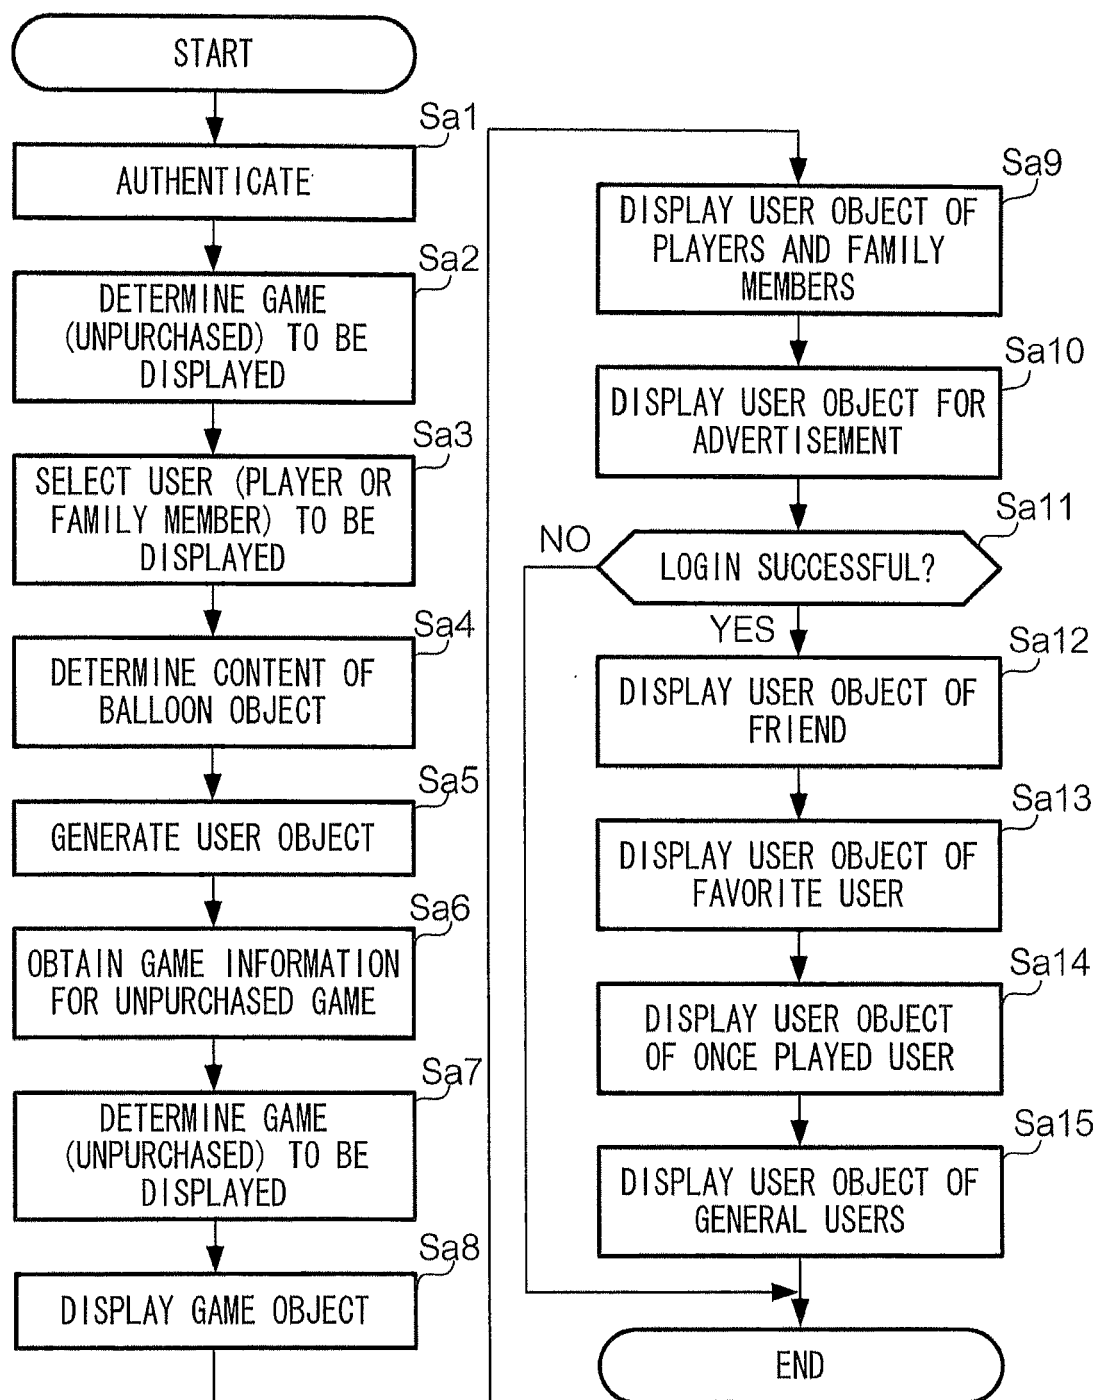 START
Sa1
AUTHENTICATE
Sa2
DETERMINE GAME
(UNPURCHASED) TO BE
DISPLAYED
Sa3
SELECT USER (PLAYER OR
FAMILY MEMBER) TO BE
DISPLAYED
Sa4
DETERMINE CONTENT OF
BALLOON OBJECT
Sa5
GENERATE USER OBJECT
Sa6
OBTAIN GAME INFORMATION
FOR UNPURCHASED GAME
Sa7
DETERMINE GAME
(UNPURCHASED) TO BE
DISPLAYED
Sa8
DISPLAY GAME OBJECT
Sa9
DISPLAY USER OBJECT OF
PLAYERS AND FAMILY
MEMBERS
Sa10
DISPLAY USER OBJECT FOR
ADVERTISEMENT
Sa11
NO
LOGIN SUCCESSFUL?
YES
Sa12
DISPLAY USER OBJECT OF
FRIEND
Sa13
DISPLAY USER OBJECT OF
FAVORITE USER
Sa14
DISPLAY USER OBJECT
OF ONCE PLAYED USER
Sa15
DISPLAY USER OBJECT OF
GENERAL USERS
END